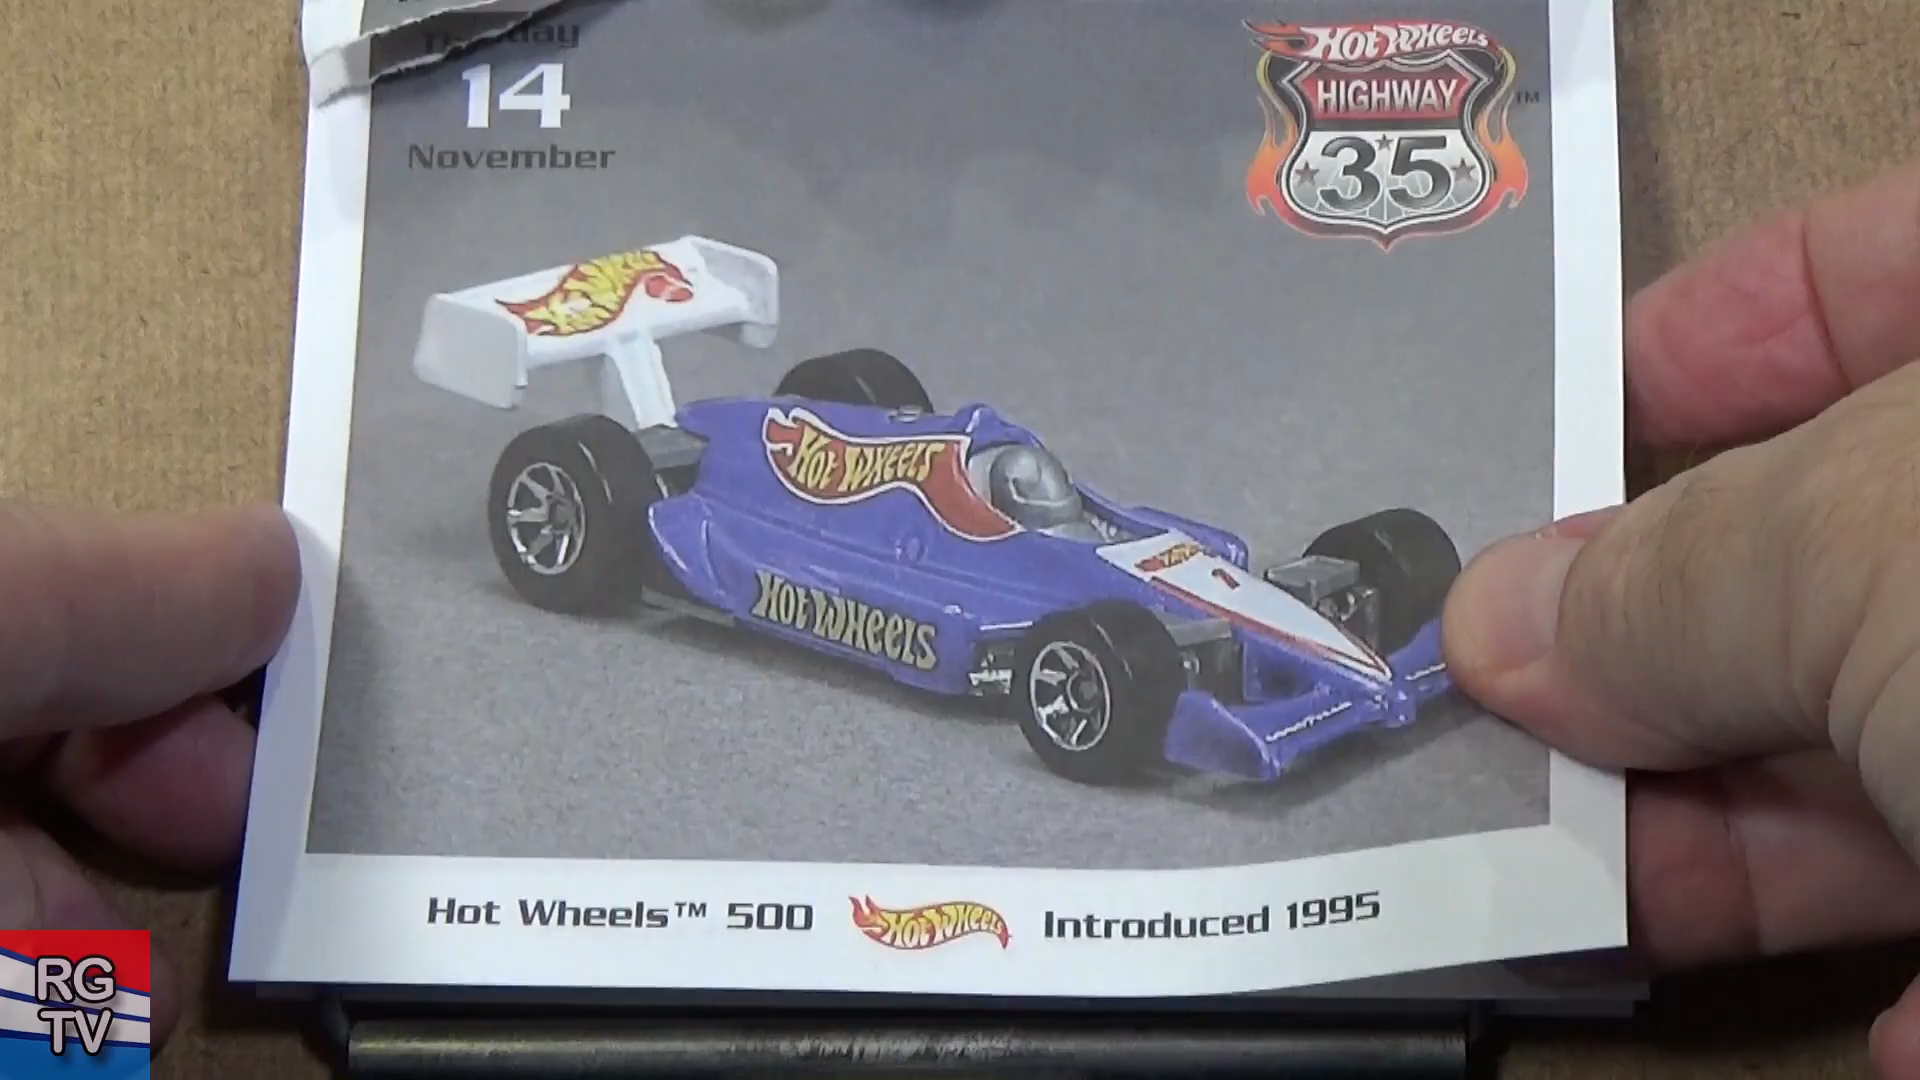 14
November
Hot Wheels
HIGHWAY ™
35
Hot Wheels
Hot Wheels
1
Hot Wheels
Hot Wheels™ 500
Hot Wheels
Introduced 1995
RG
TV